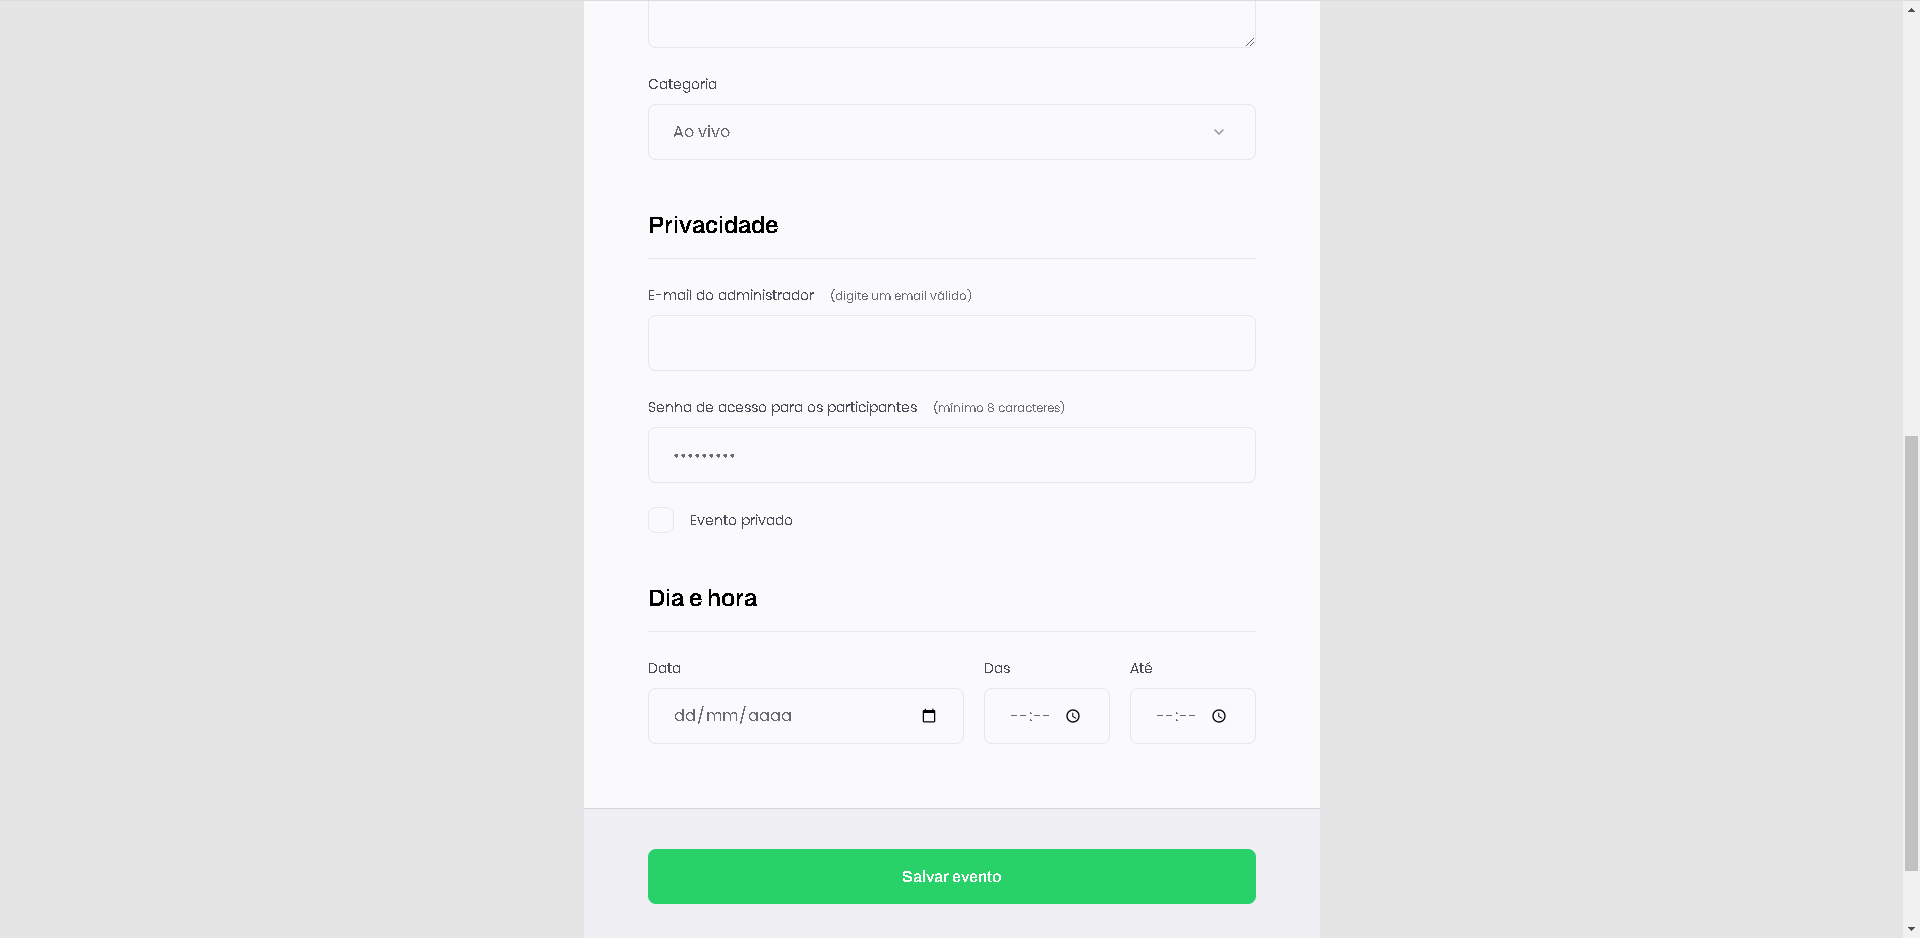 Categoria
Ao vivo
Privacidade
E-mail do administrador (digite um email válido)
Senha de acesso para os participantes (mínimo 8 caracteres)
•••••••••
Evento privado
Dia e hora
Data Das Até
dd/mm/aaaa --:-- --:--
Salvar evento